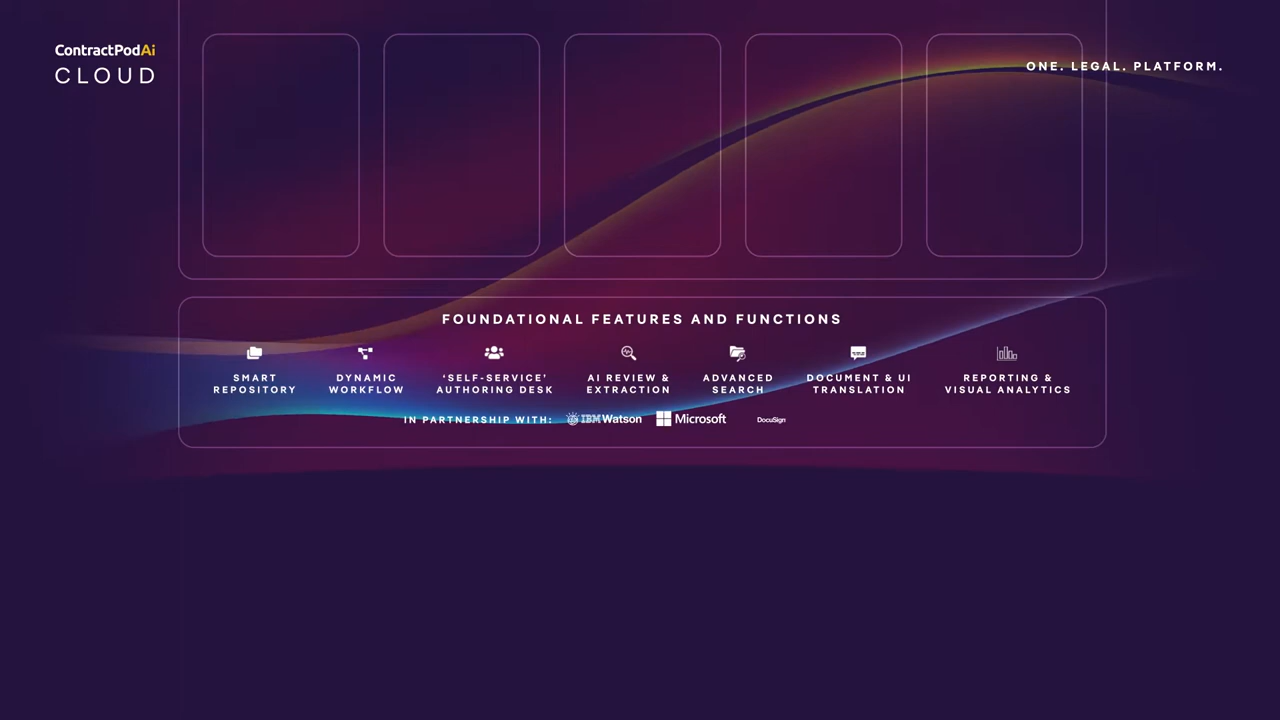 ContractPodAi
CLOUD
ONE. LEGAL. PLATFORM.
FOUNDATIONAL FEATURES AND FUNCTIONS
SMART
REPOSITORY
DYNAMIC
WORKFLOW
‘SELF-SERVICE’
AUTHORING DESK
AI REVIEW &
EXTRACTION
ADVANCED
SEARCH
DOCUMENT & UI
TRANSLATION
REPORTING &
VISUAL ANALYTICS
IN PARTNERSHIP WITH: IBM Watson Microsoft DocuSign